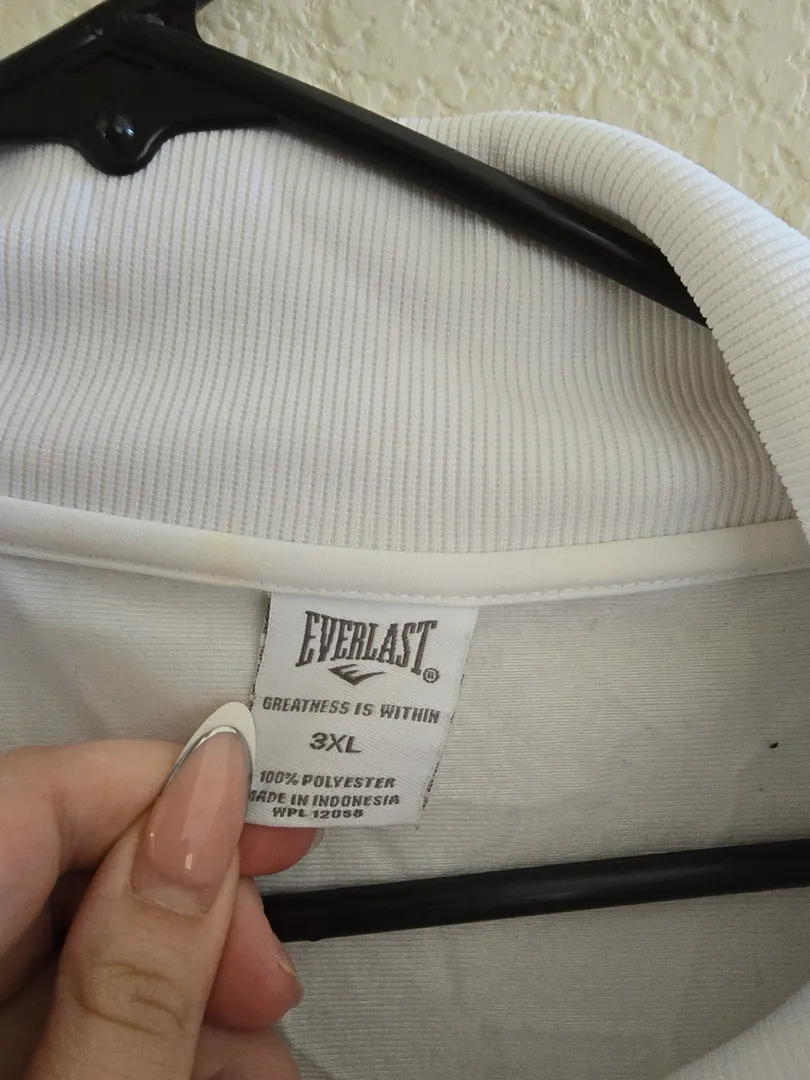 EVERLAST®
GREATNESS IS WITHIN
3XL
100% POLYESTER
MADE IN INDONESIA
WPL 12058